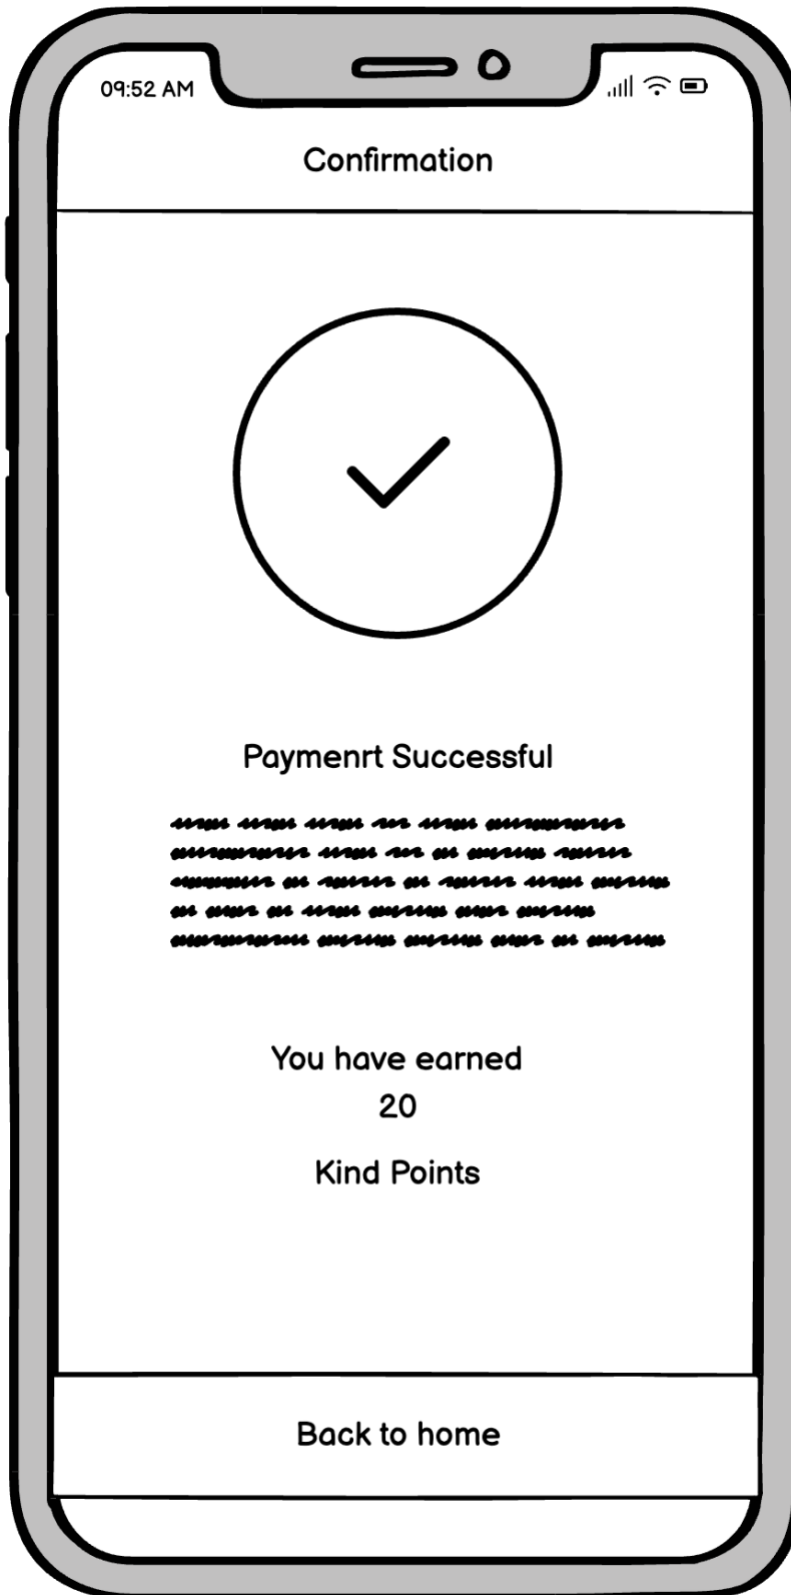 09:52 AM
Confirmation
Paymenrt Successful
You have earned
20
Kind Points
Back to home